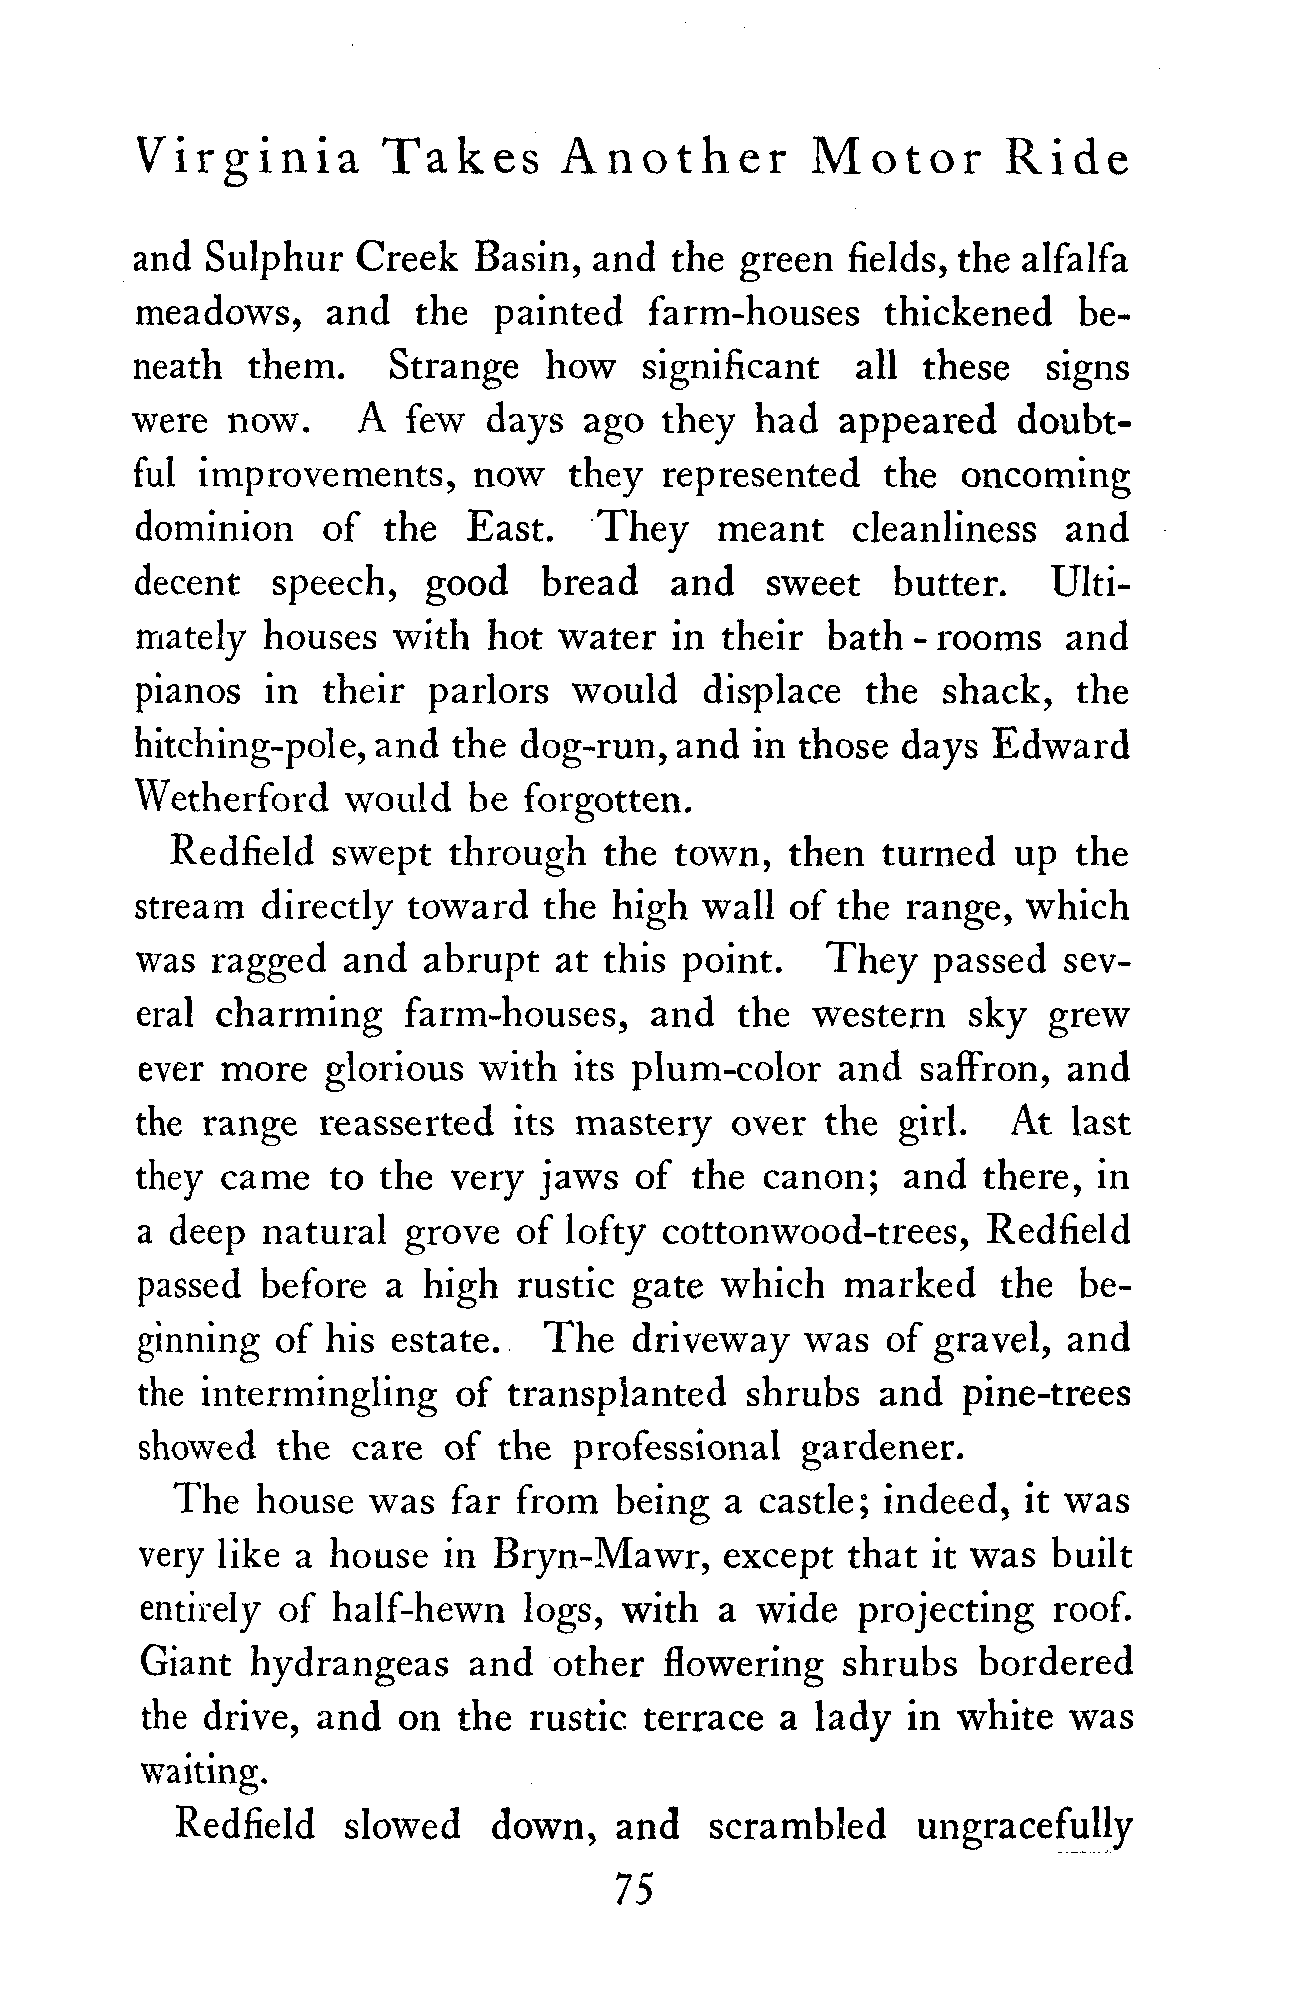 Virginia Takes Another Motor Ride
and Sulphur Creek Basin, and the green fields, the alfalfa
meadows, and the painted farm-houses thickened be-
neath them. Strange how significant all these signs
were now. A few days ago they had appeared doubt-
ful improvements, now they represented the oncoming
dominion of the East. They meant cleanliness and
decent speech, good bread and sweet butter. Ulti-
mately houses with hot water in their bath-rooms and
pianos in their parlors would displace the shack, the
hitching-pole, and the dog-run, and in those days Edward
Wetherford would be forgotten.
Redfield swept through the town, then turned up the
stream directly toward the high wall of the range, which
was ragged and abrupt at this point. They passed sev-
eral charming farm-houses, and the western sky grew
ever more glorious with its plum-color and saffron, and
the range reasserted its mastery over the girl. At last
they came to the very jaws of the canon; and there, in
a deep natural grove of lofty cottonwood-trees, Redfield
passed before a high rustic gate which marked the be-
ginning of his estate. The driveway was of gravel, and
the intermingling of transplanted shrubs and pine-trees
showed the care of the professional gardener.
The house was far from being a castle; indeed, it was
very like a house in Bryn-Mawr, except that it was built
entirely of half-hewn logs, with a wide projecting roof.
Giant hydrangeas and other flowering shrubs bordered
the drive, and on the rustic terrace a lady in white was
waiting.
Redfield slowed down, and scrambled ungracefully
75